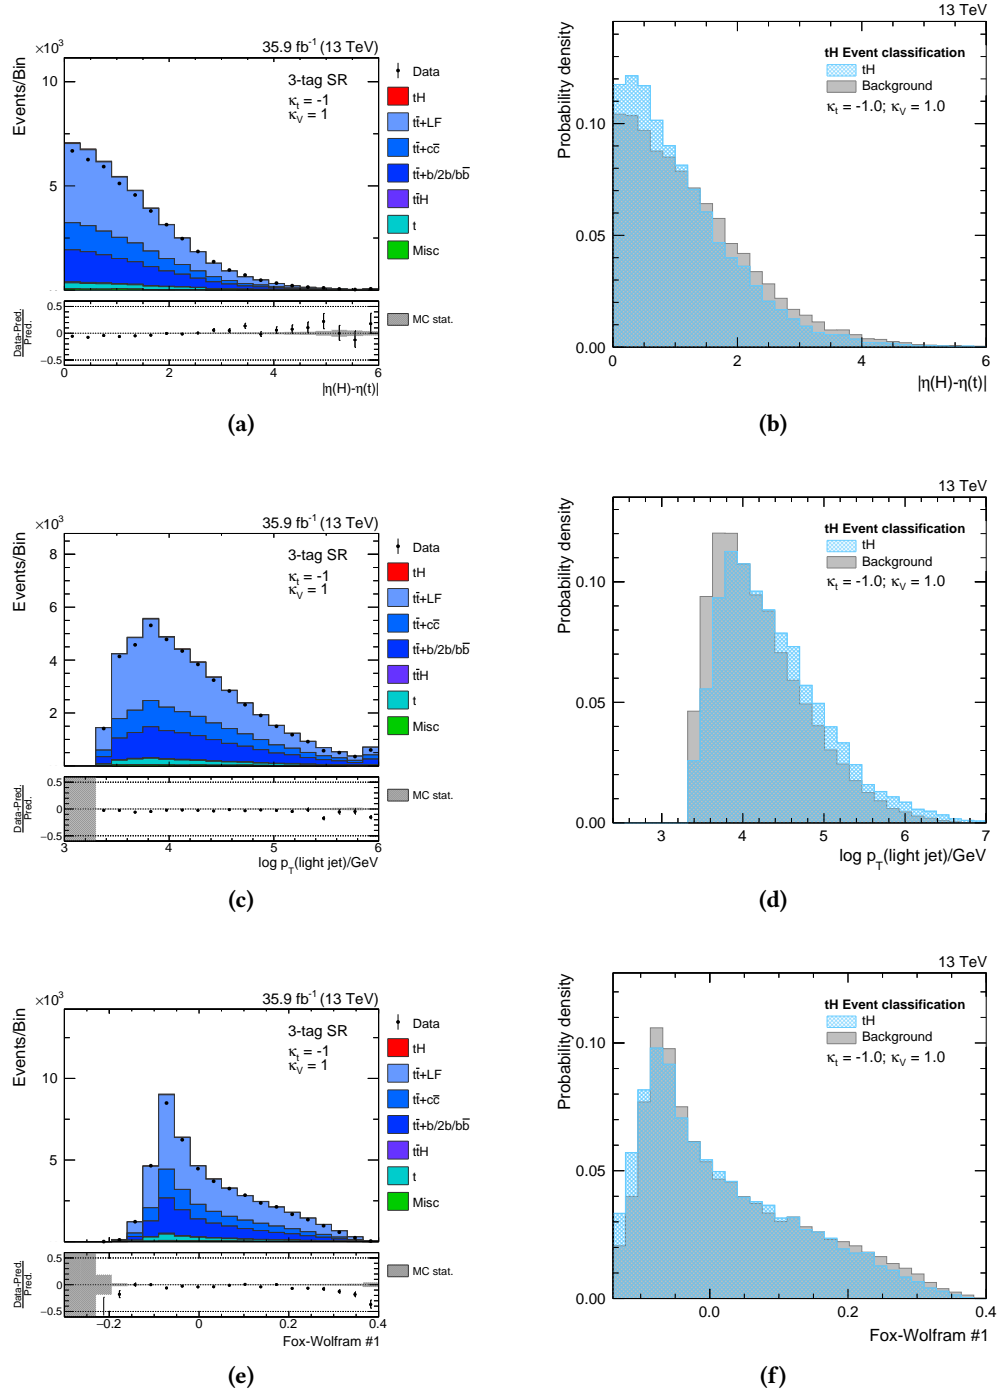 ×10³ 35.9 fb⁻¹ (13 TeV)
Events/Bin
10
5
3-tag SR
κt = -1
κV = 1
Data
tH
tt̄+LF
tt̄+cc̄
tt̄+b/2b/bb̄
tt̄H
t
Misc
Data-Pred.
Pred.
0.5
0
−0.5
MC stat.
0 2 4 6
|η(H)-η(t)|
(a)
13 TeV
Probability density
0.10
0.05
0.00
tH Event classification
tH
Background
κt = -1.0; κV = 1.0
0 2 4 6
|η(H)-η(t)|
(b)
×10³ 35.9 fb⁻¹ (13 TeV)
Events/Bin
8
6
4
2
3-tag SR
κt = -1
κV = 1
Data
tH
tt̄+LF
tt̄+cc̄
tt̄+b/2b/bb̄
tt̄H
t
Misc
Data-Pred.
Pred.
0.5
0
−0.5
MC stat.
3 4 5 6
log pT(light jet)/GeV
(c)
13 TeV
Probability density
0.10
0.05
0.00
tH Event classification
tH
Background
κt = -1.0; κV = 1.0
3 4 5 6 7
log pT(light jet)/GeV
(d)
×10³ 35.9 fb⁻¹ (13 TeV)
Events/Bin
10
5
3-tag SR
κt = -1
κV = 1
Data
tH
tt̄+LF
tt̄+cc̄
tt̄+b/2b/bb̄
tt̄H
t
Misc
Data-Pred.
Pred.
0.5
0
−0.5
MC stat.
−0.2 0 0.2 0.4
Fox-Wolfram #1
(e)
13 TeV
Probability density
0.10
0.05
0.00
tH Event classification
tH
Background
κt = -1.0; κV = 1.0
0.0 0.2 0.4
Fox-Wolfram #1
(f)